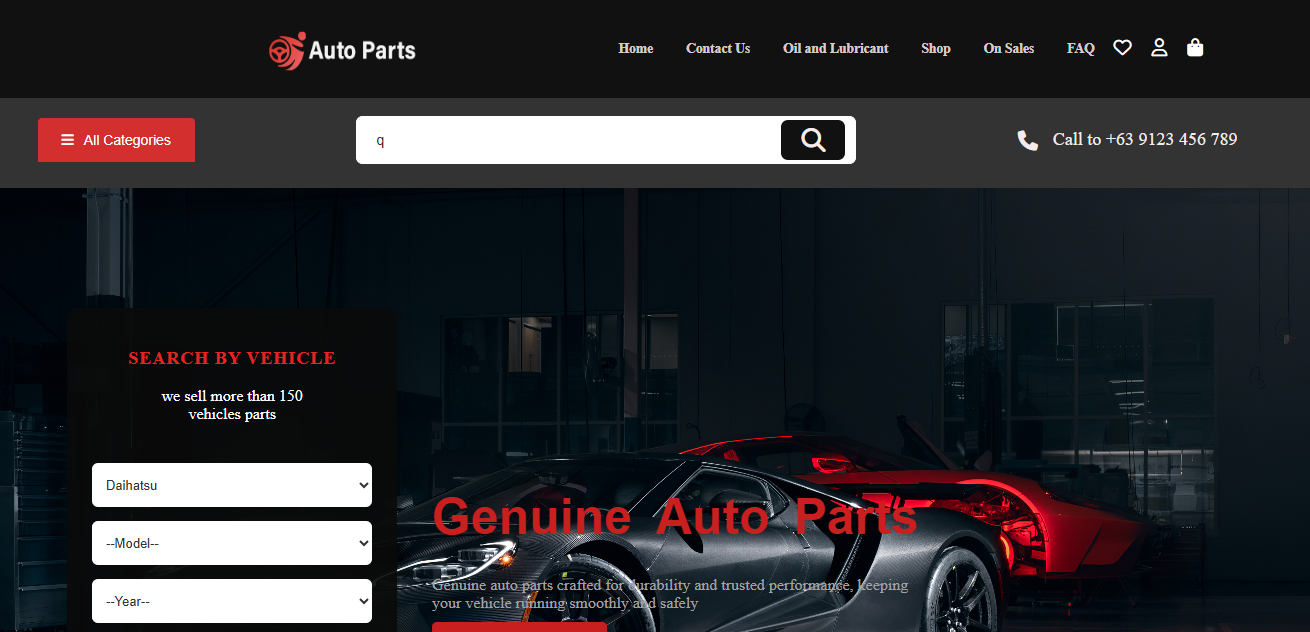 Auto Parts
Home Contact Us Oil and Lubricant Shop On Sales FAQ
All Categories
q
Call to +63 9123 456 789
SEARCH BY VEHICLE
we sell more than 150
vehicles parts
Daihatsu
--Model--
--Year--
Genuine Auto Parts
Genuine auto parts crafted for durability and trusted performance, keeping
your vehicle running smoothly and safely